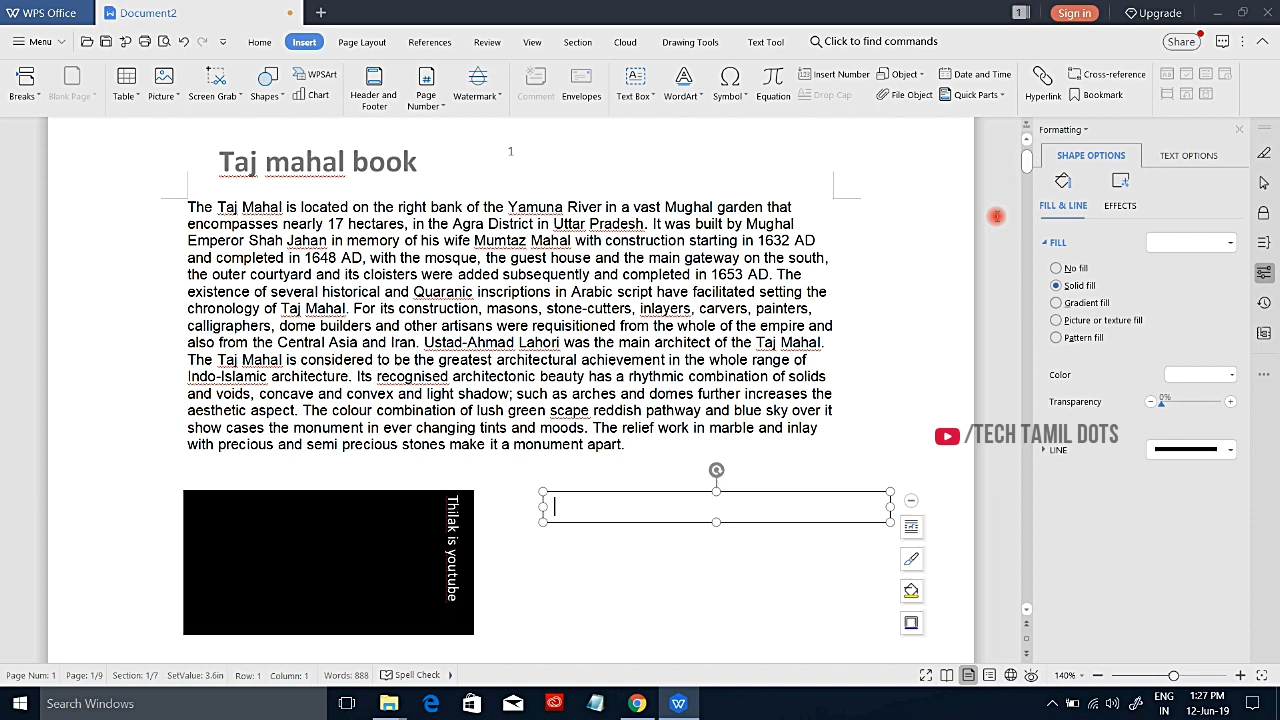 WPS Office
Document2
1
Sign in
Upgrade
Menu
Home
Insert
Page Layout
References
Review
View
Section
Cloud
Drawing Tools
Text Tool
Click to find commands
Share
Breaks
Blank Page
Table
Picture
Screen Grab
Shapes
WPSArt
Chart
Header and
Footer
Page
Number
Watermark
Comment
Envelopes
Text Box
WordArt
Symbol
Equation
Insert Number
Drop Cap
Object
File Object
Date and Time
Quick Parts
Hyperlink
Cross-reference
Bookmark
Taj mahal book
1
The Taj Mahal is located on the right bank of the Yamuna River in a vast Mughal garden that
encompasses nearly 17 hectares, in the Agra District in Uttar Pradesh. It was built by Mughal
Emperor Shah Jahan in memory of his wife Mumtaz Mahal with construction starting in 1632 AD
and completed in 1648 AD, with the mosque, the guest house and the main gateway on the south,
the outer courtyard and its cloisters were added subsequently and completed in 1653 AD. The
existence of several historical and Quaranic inscriptions in Arabic script have facilitated setting the
chronology of Taj Mahal. For its construction, masons, stone-cutters, inlayers, carvers, painters,
calligraphers, dome builders and other artisans were requisitioned from the whole of the empire and
also from the Central Asia and Iran. Ustad-Ahmad Lahori was the main architect of the Taj Mahal.
The Taj Mahal is considered to be the greatest architectural achievement in the whole range of
Indo-Islamic architecture. Its recognised architectonic beauty has a rhythmic combination of solids
and voids, concave and convex and light shadow; such as arches and domes further increases the
aesthetic aspect. The colour combination of lush green scape reddish pathway and blue sky over it
show cases the monument in ever changing tints and moods. The relief work in marble and inlay
with precious and semi precious stones make it a monument apart.
Thilak is youtube
Formatting
SHAPE OPTIONS
TEXT OPTIONS
FILL & LINE
EFFECTS
FILL
No fill
Solid fill
Gradient fill
Picture or texture fill
Pattern fill
Color
Transparency
0%
/TECH TAMIL DOTS
LINE
Page Num: 1
Page: 1/9
Section: 1/7
SetValue: 3.6in
Row: 1
Column: 1
Words: 888
Spell Check
140%
Search Windows
ENG
IN
1:27 PM
12-Jun-19